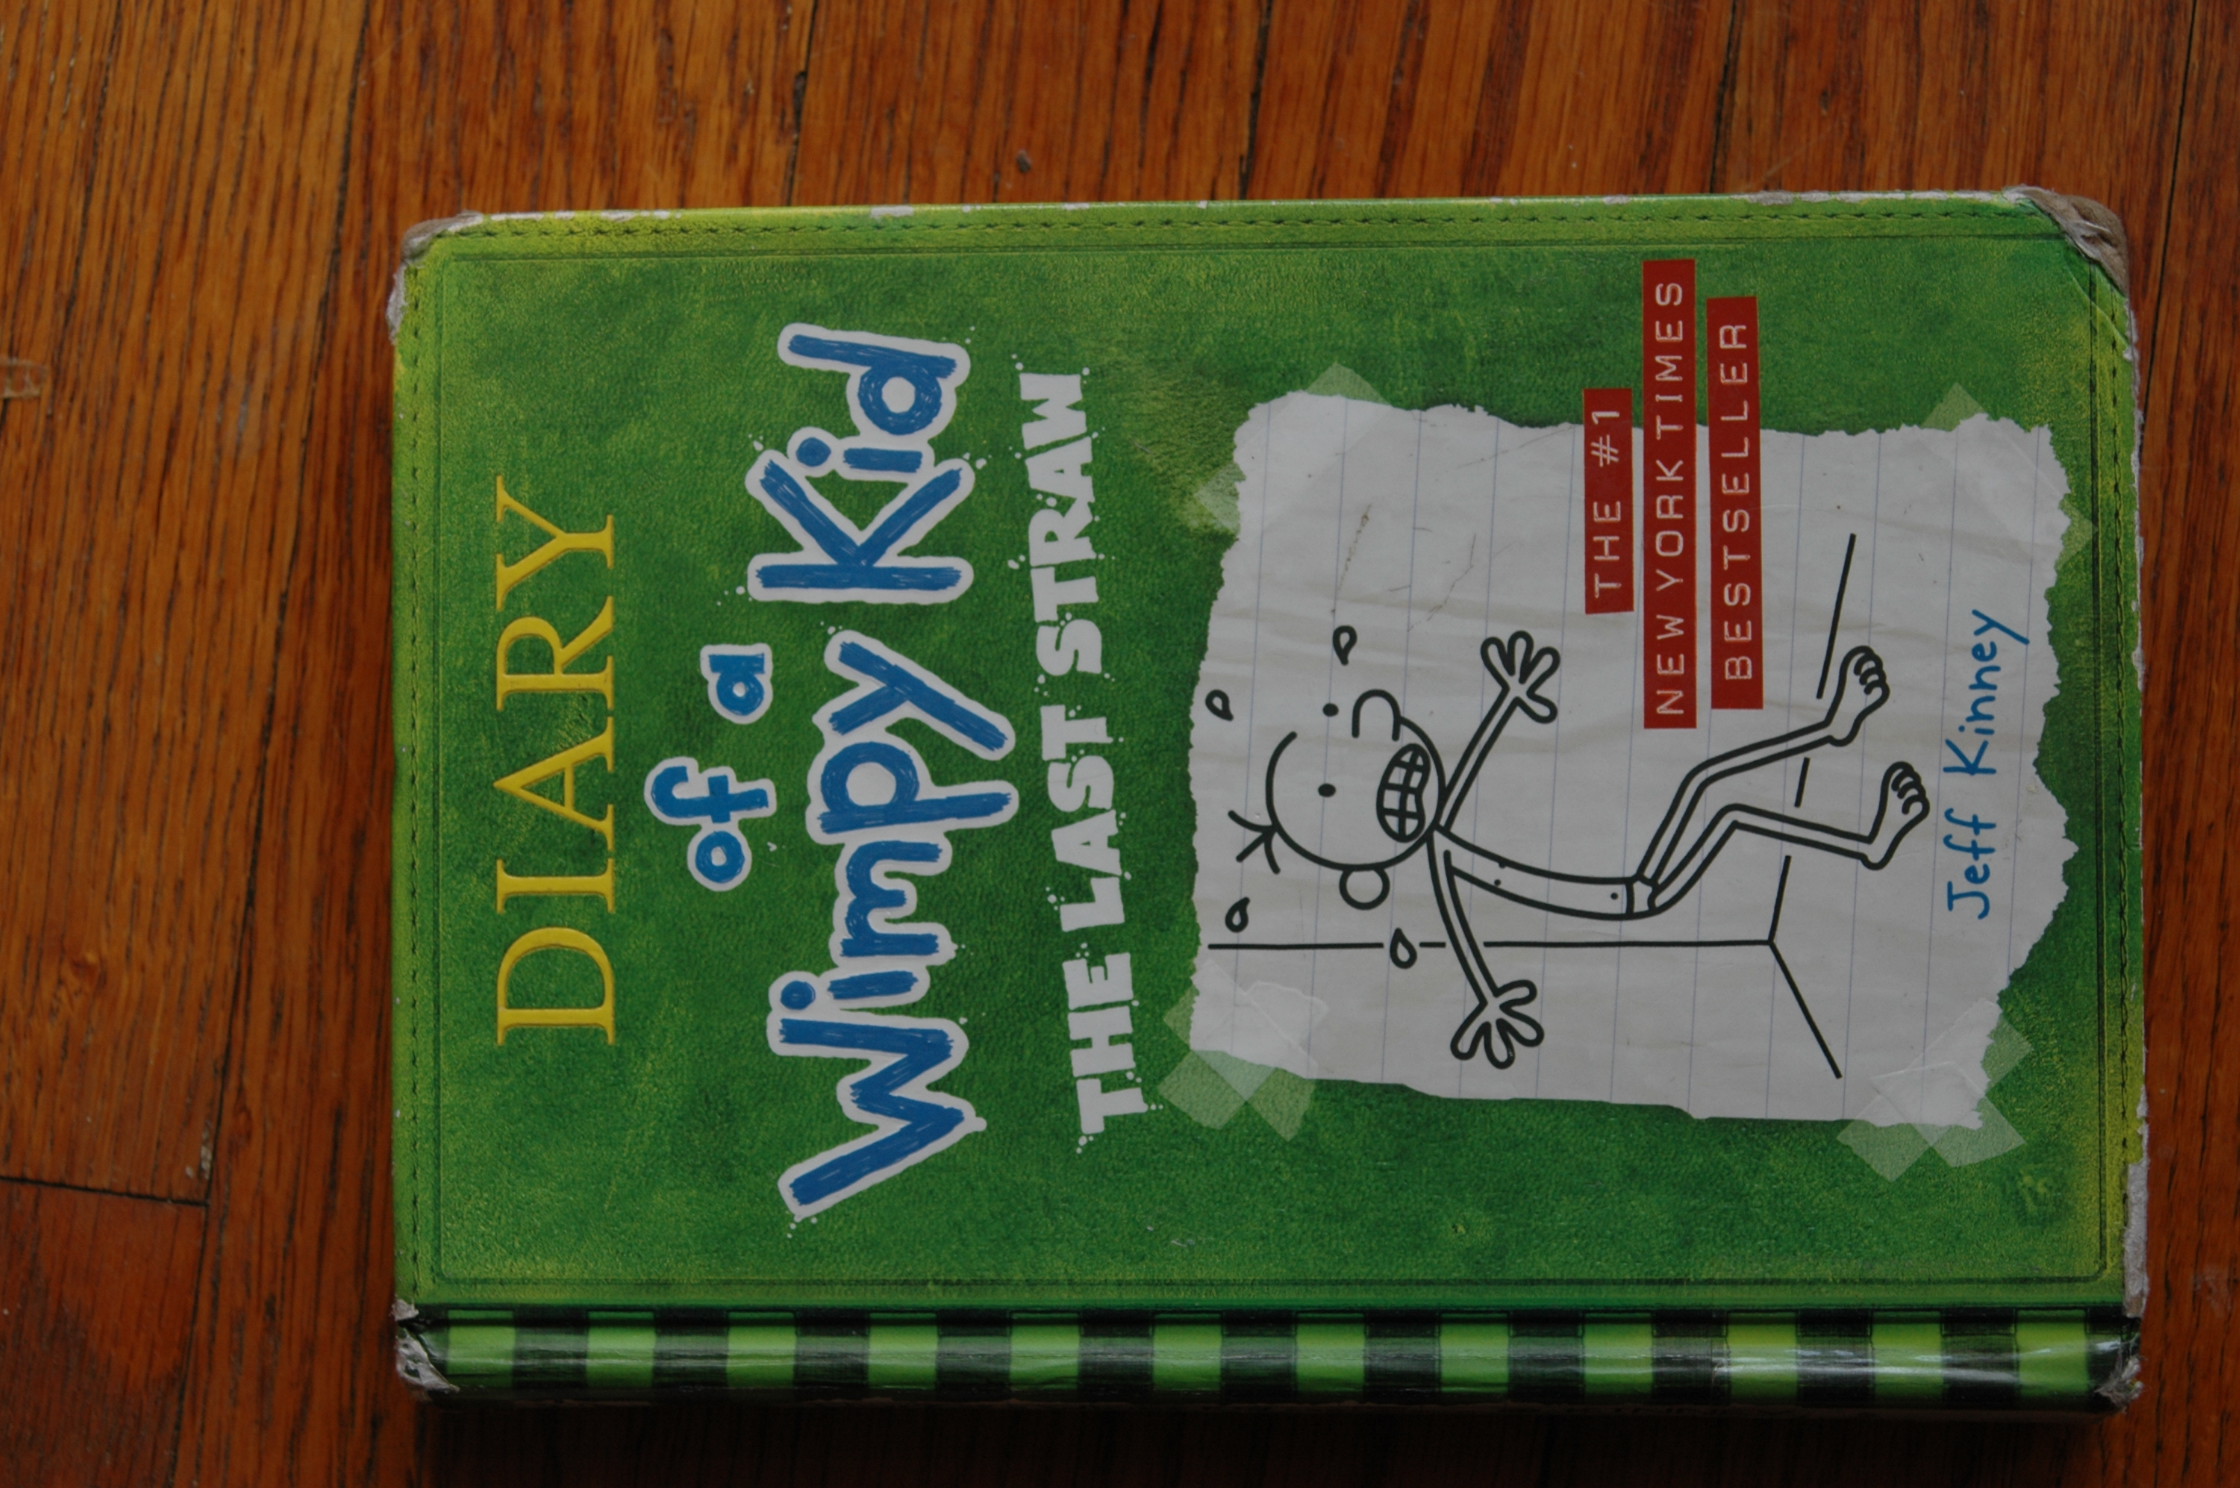 DIARY
of a
Wimpy Kid
THE LAST STRAW
THE #1
NEW YORK TIMES
BESTSELLER
Jeff Kinney